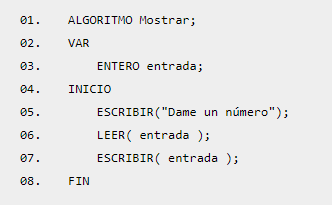 01. ALGORITMO Mostrar;
02. VAR
03. ENTERO entrada;
04. INICIO
05. ESCRIBIR("Dame un número");
06. LEER( entrada );
07. ESCRIBIR( entrada );
08. FIN